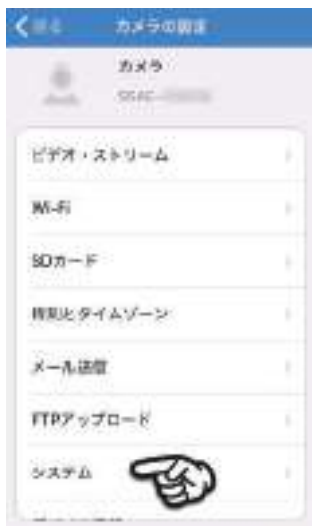 戻る
カメラの設定
カメラ
ビデオ・ストリーム
Wi-Fi
SDカード
時刻とタイムゾーン
メール送信
FTPアップロード
システム